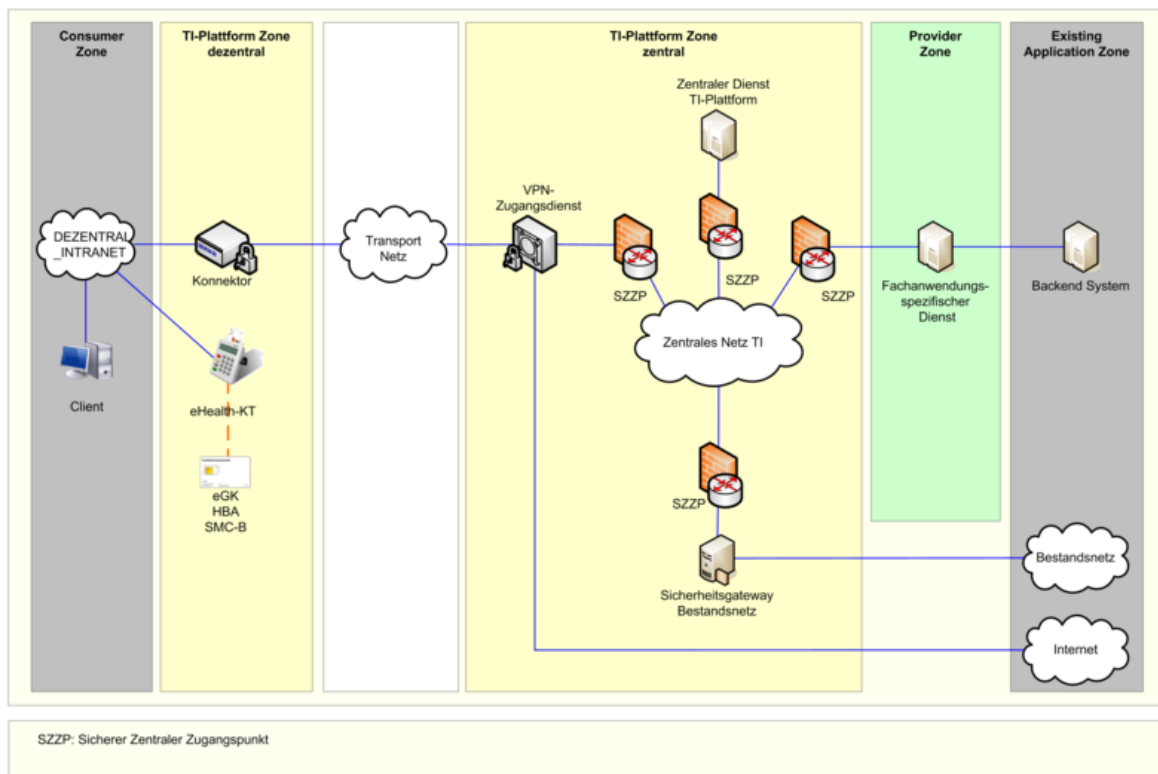 Consumer
Zone
TI-Plattform Zone
dezentral
TI-Plattform Zone
zentral
Provider
Zone
Existing
Application Zone
Zentraler Dienst
TI-Plattform
VPN-
Zugangsdienst
DEZENTRAL
_INTRANET
Konnektor
Transport
Netz
SZZP
SZZP
SZZP
Fachanwendungs-
spezifischer
Dienst
Backend System
Zentrales Netz TI
Client
eHealth-KT
eGK
HBA
SMC-B
SZZP
Sicherheitsgateway
Bestandsnetz
Bestandsnetz
Internet
SZZP: Sicherer Zentraler Zugangspunkt